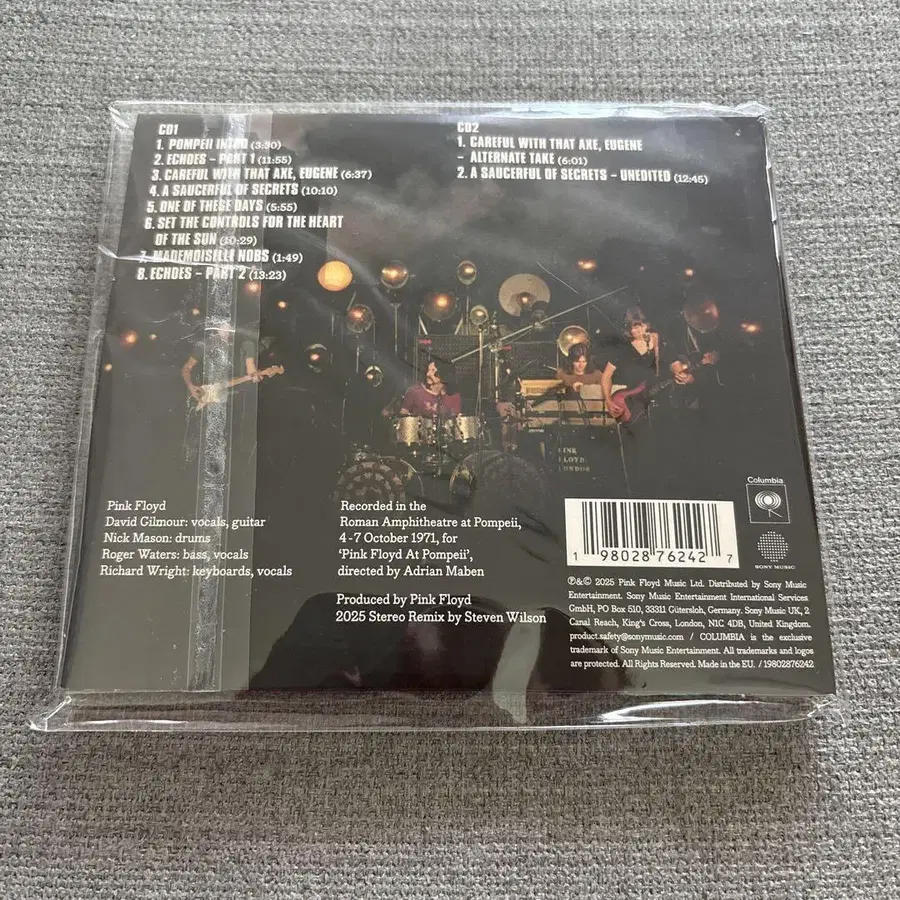 CD1
1. POMPEII INTRO (3:30)
2. ECHOES – PART 1 (11:55)
3. CAREFUL WITH THAT AXE, EUGENE (6:37)
4. A SAUCERFUL OF SECRETS (10:10)
5. ONE OF THESE DAYS (5:55)
6. SET THE CONTROLS FOR THE HEART
OF THE SUN (10:29)
7. MADEMOISELLE NOBS (1:49)
8. ECHOES – PART 2 (13:23)
CD2
1. CAREFUL WITH THAT AXE, EUGENE
– ALTERNATE TAKE (6:01)
2. A SAUCERFUL OF SECRETS – UNEDITED (12:45)
PINK
FLOYD
LONDON
Pink Floyd
David Gilmour: vocals, guitar
Nick Mason: drums
Roger Waters: bass, vocals
Richard Wright: keyboards, vocals
Recorded in the
Roman Amphitheatre at Pompeii,
4-7 October 1971, for
‘Pink Floyd At Pompeii’,
directed by Adrian Maben
Produced by Pink Floyd
2025 Stereo Remix by Steven Wilson
1 98028 76242 7
Columbia
SONY MUSIC
℗&© 2025 Pink Floyd Music Ltd. Distributed by Sony Music
Entertainment. Sony Music Entertainment International Services
GmbH, PO Box 510, 33311 Gütersloh, Germany. Sony Music UK, 2
Canal Reach, King's Cross, London, N1C 4DB, United Kingdom.
product.safety@sonymusic.com / COLUMBIA is the exclusive
trademark of Sony Music Entertainment. All trademarks and logos
are protected. All Rights Reserved. Made in the EU. / 19802876242